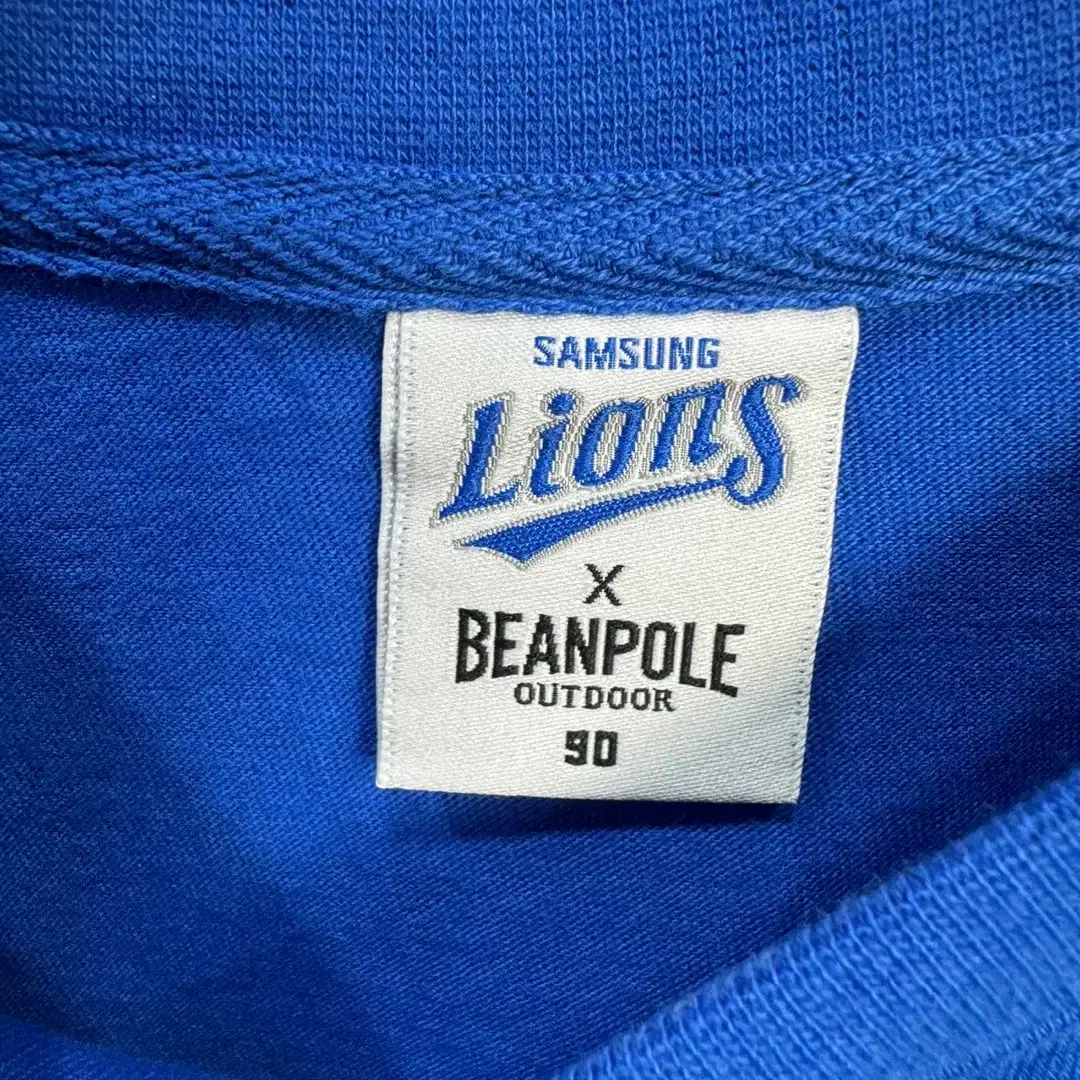 SAMSUNG
Lions
X
BEANPOLE
OUTDOOR
90